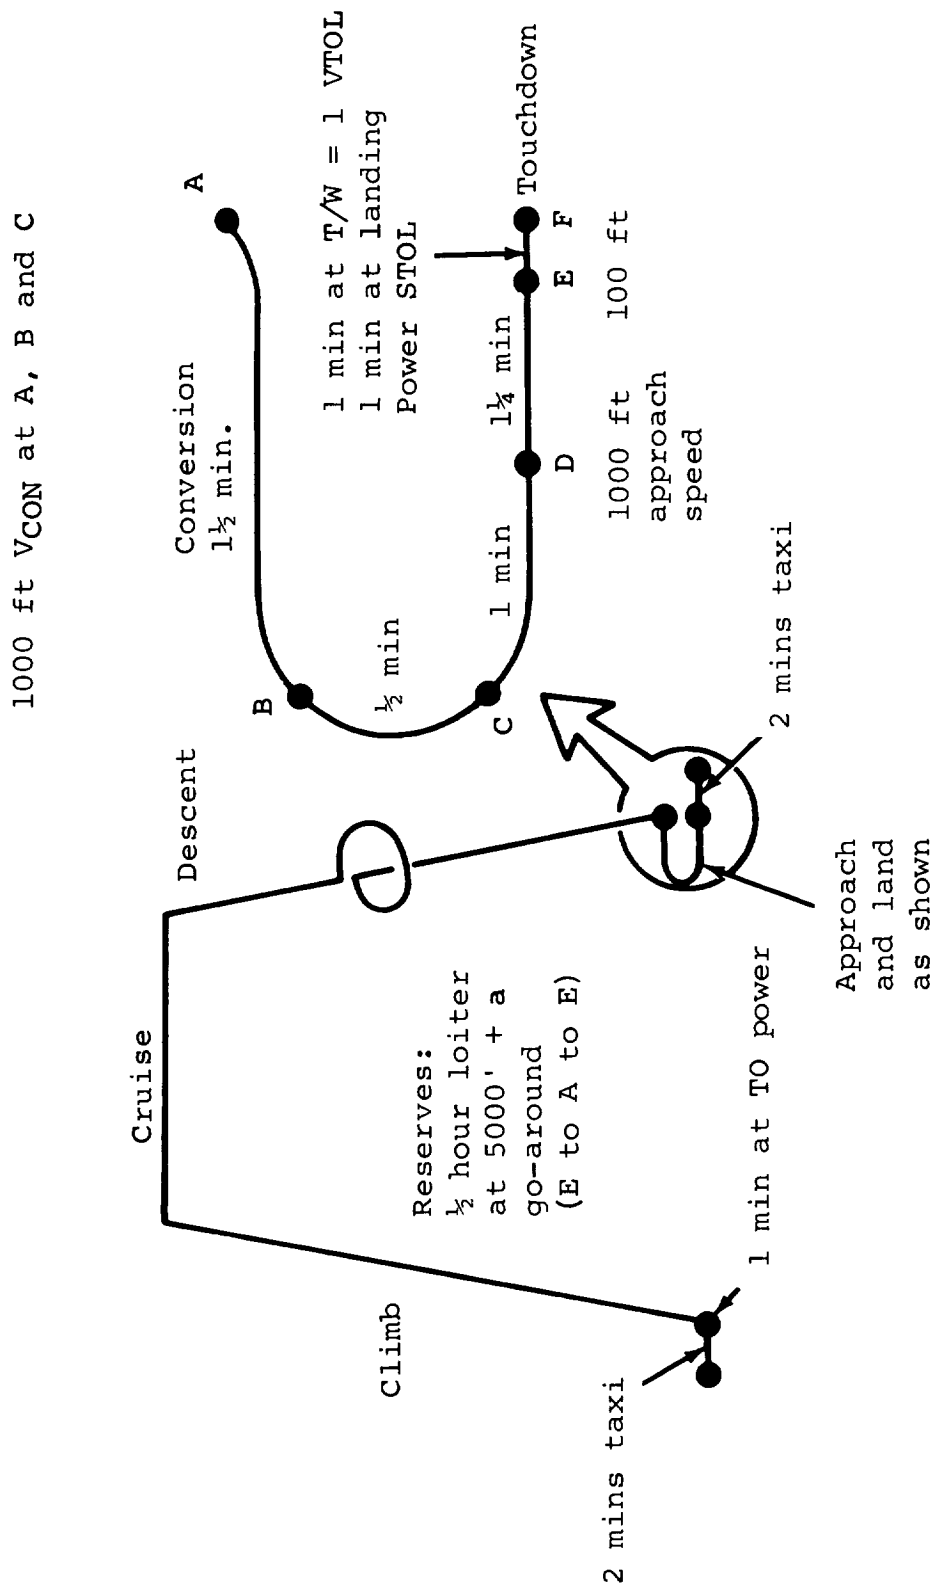 1000 ft VCON at A, B and C
A
Conversion
1½ min.
B
½ min
C
1 min
D
1¼ min
E
F
Touchdown
1 min at T/W = 1 VTOL
1 min at landing
Power STOL
1000 ft
approach
speed
100 ft
Descent
Cruise
Climb
Reserves:
½ hour loiter
at 5000' + a
go-around
(E to A to E)
2 mins taxi
1 min at TO power
Approach
and land
as shown
2 mins taxi